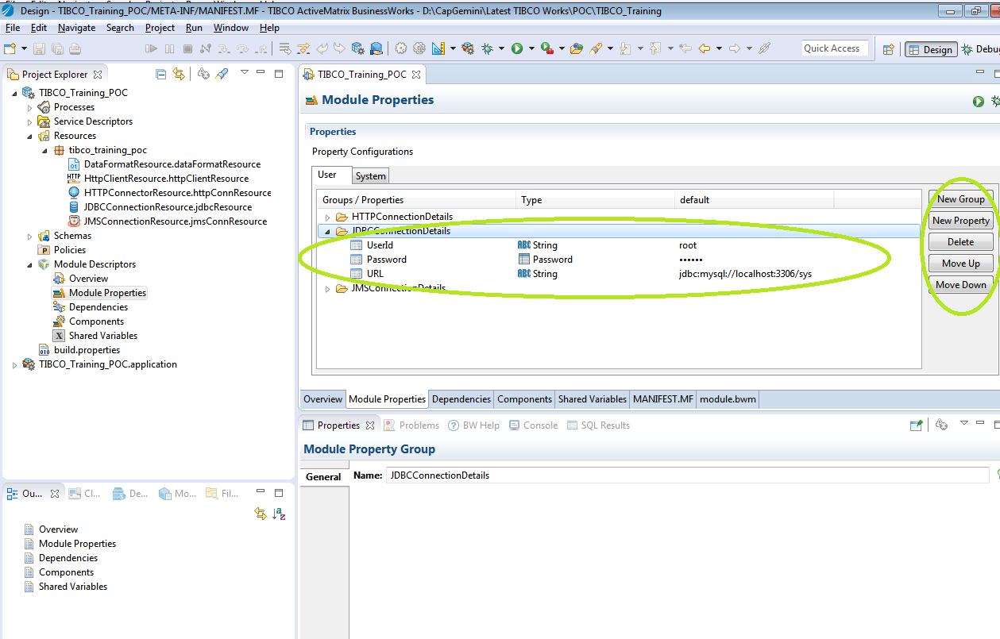 Design - TIBCO_Training_POC/META-INF/MANIFEST.MF - TIBCO ActiveMatrix BusinessWorks - D:\CapGemini\Latest TIBCO Works\POC\TIBCO_Training
File Edit Navigate Search Project Run Window Help
Quick Access
Design
Debu
Project Explorer
TIBCO_Training_POC
Processes
Service Descriptors
Resources
tibco_training_poc
DataFormatResource.dataFormatResource
HTTP HttpClientResource.httpClientResource
HTTPConnectorResource.httpConnResource
JDBCConnectionResource.jdbcResource
JMSConnectionResource.jmsConnResource
Schemas
Policies
Module Descriptors
Overview
Module Properties
Dependencies
Components
Shared Variables
build.properties
TIBCO_Training_POC.application
Ou... Cl... De... Mo... Fil...
Overview
Module Properties
Dependencies
Components
Shared Variables
TIBCO_Training_POC
Module Properties
Properties
Property Configurations
User System
Groups / Properties Type default
HTTPConnectionDetails
JDBCConnectionDetails
UserId ABC String root
Password Password ••••••
URL ABC String jdbc:mysql://localhost:3306/sys
JMSConnectionDetails
New Group
New Property
Delete
Move Up
Move Down
Overview Module Properties Dependencies Components Shared Variables MANIFEST.MF module.bwm
Properties Problems BW Help Console SQL Results
Module Property Group
General Name: JDBCConnectionDetails